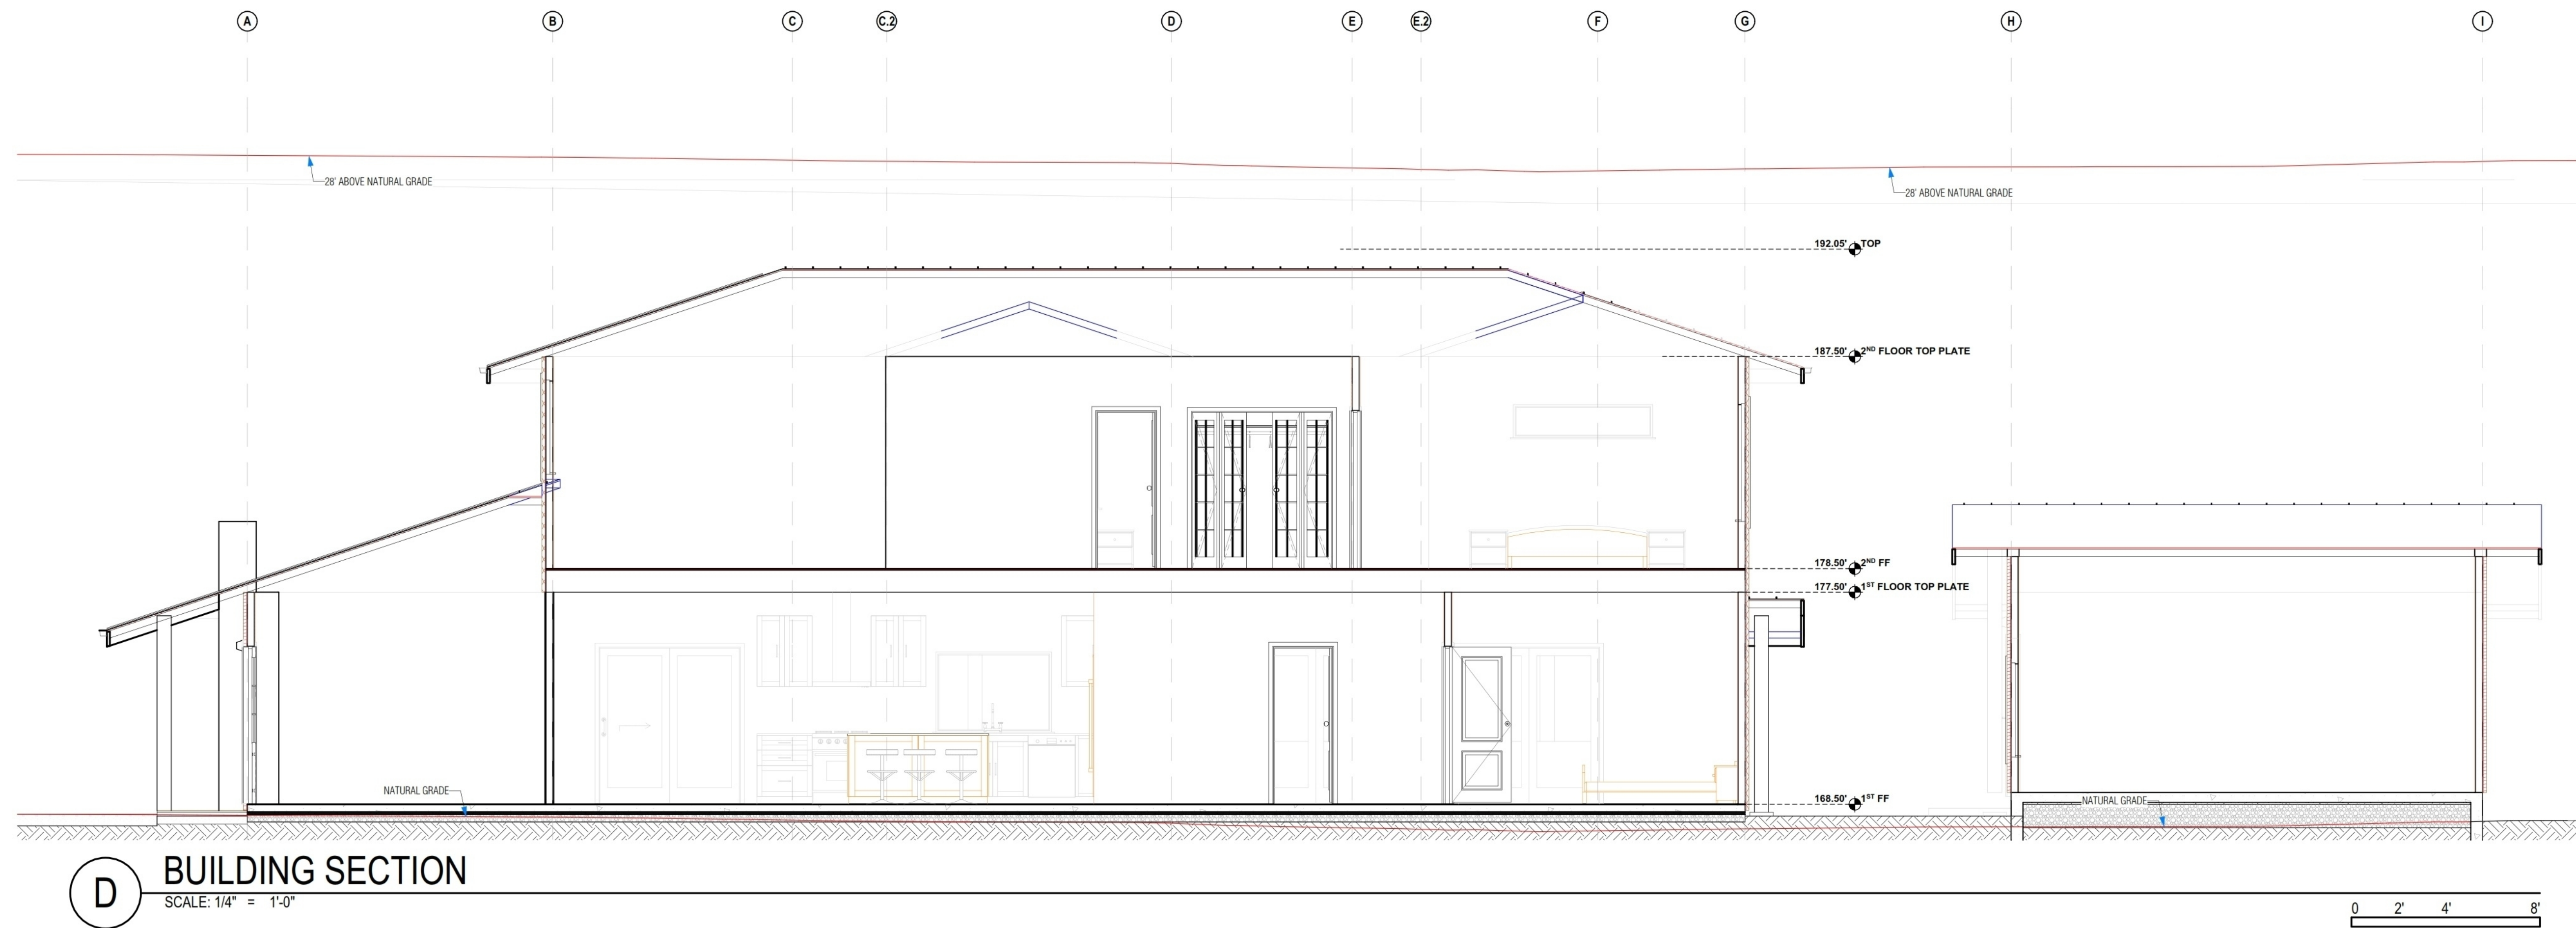 A B C C.2 D E E.2 F G H I
28' ABOVE NATURAL GRADE
28' ABOVE NATURAL GRADE
192.05' TOP
187.50' 2ND FLOOR TOP PLATE
178.50' 2ND FF
177.50' 1ST FLOOR TOP PLATE
NATURAL GRADE
168.50' 1ST FF
NATURAL GRADE
D BUILDING SECTION
SCALE: 1/4" = 1'-0"
0 2' 4' 8'